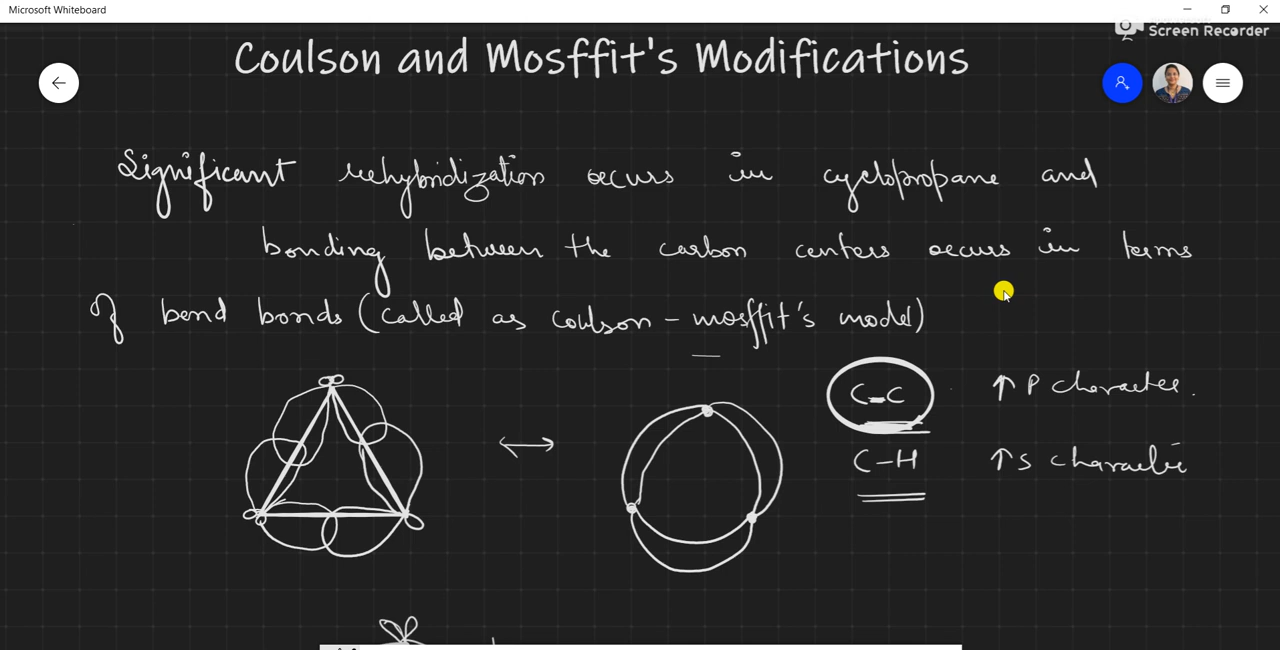 Microsoft Whiteboard
Screen Recorder
Coulson and Mosffit's Modifications
Significant rehybridization occurs in cyclopropane and
bonding between the carbon centers occurs in terms
of bend bonds (called as coulson - mosffit's model)
C-C ↑ P character.
C-H ↑ S character